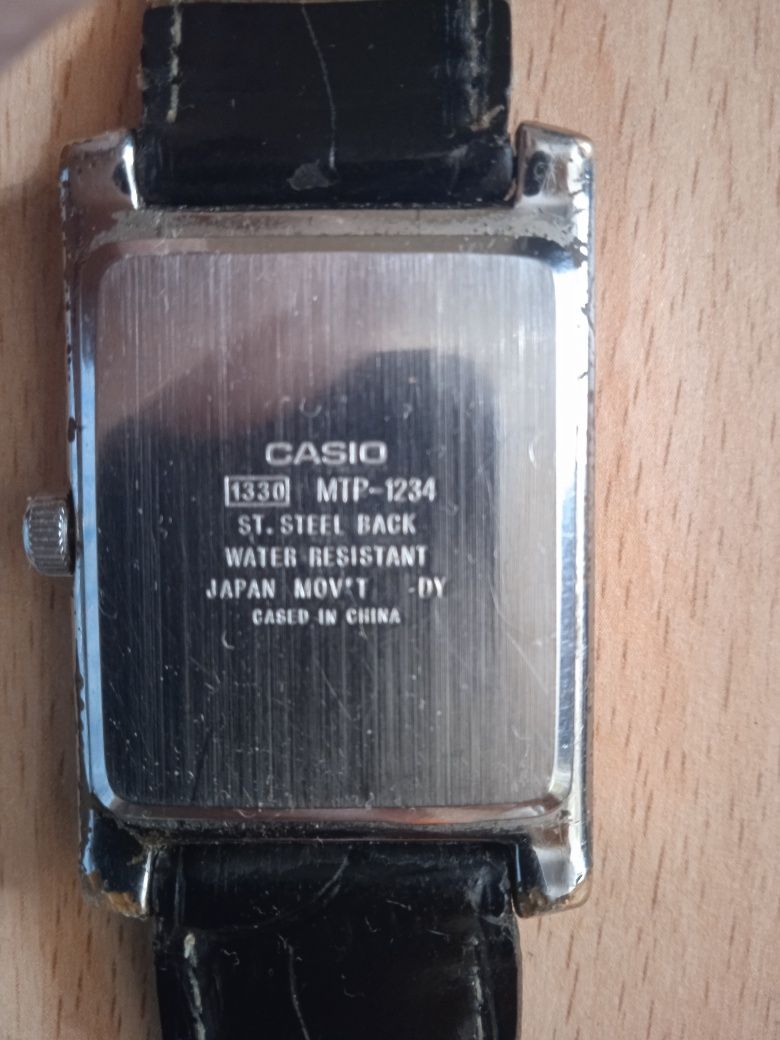 CASIO
1330 MTP-1234
ST. STEEL BACK
WATER RESISTANT
JAPAN MOV'T -DY
CASED IN CHINA